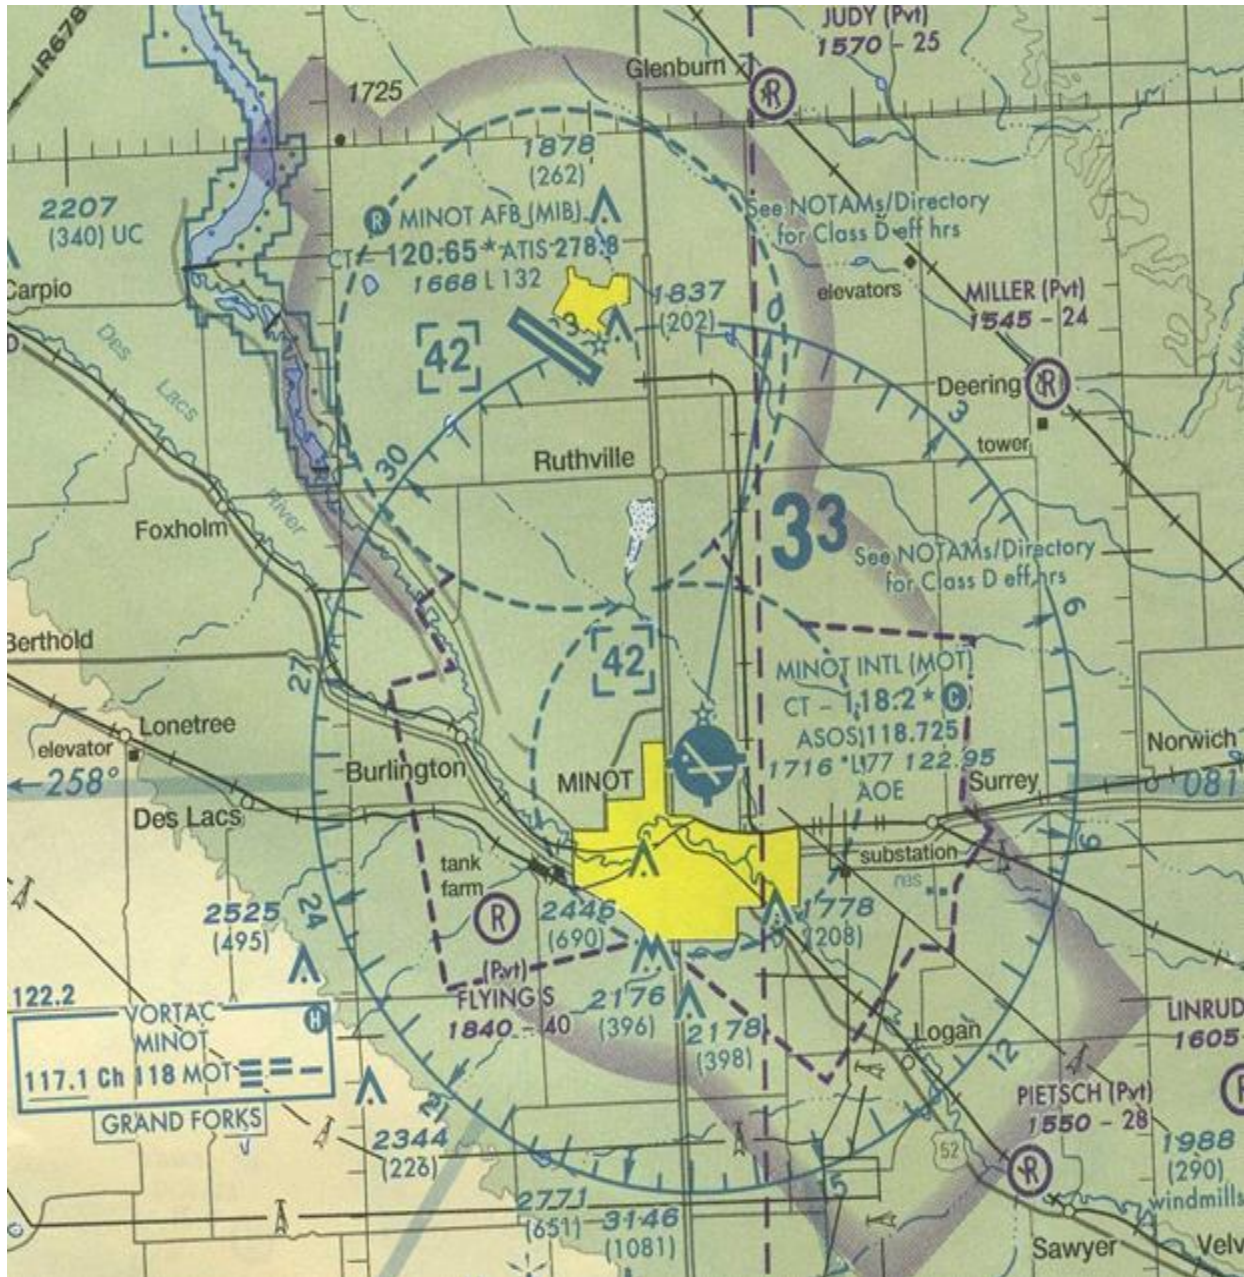 IR678
JUDY (Pvt)
1570 - 25
Glenburn
R
1725
1878
(262)
2207
(340) UC
R MINOT AFB (MIB)
CT - 120.65 * ATIS 278.8
1668 L 132
See NOTAMs/Directory
for Class D eff hrs
Carpio
elevators
1837
(202)
MILLER (Pvt)
1545 - 24
Des
Lacs
River
[42]
0
Deering
R
3
tower
30
Ruthville
33
Foxholm
See NOTAMs/Directory
for Class D eff hrs
6
Berthold
[42]
27
MINOT INTL (MOT)
CT - 118.2 * C
ASOS 118.725
1716 *L 77 122.95
AOE
Lonetree
elevator
Norwich
258°
Burlington
MINOT
Surrey
081
Des Lacs
tank
farm
substation
res
9
R
24
2525
(495)
2446
(690)
1778
(208)
(Pvt)
FLYING S
1840 - 40
122.2
VORTAC
MINOT
H
117.1 Ch 118 MOT
GRAND FORKS
2176
(396)
2178
(398)
Logan
LINRUD
1605-
12
21
PIETSCH (Pvt)
1550 - 28
R
2344
(226)
52
1988
(290)
windmills
15
R
2771
(651)
3146
(1081)
Sawyer
Velv